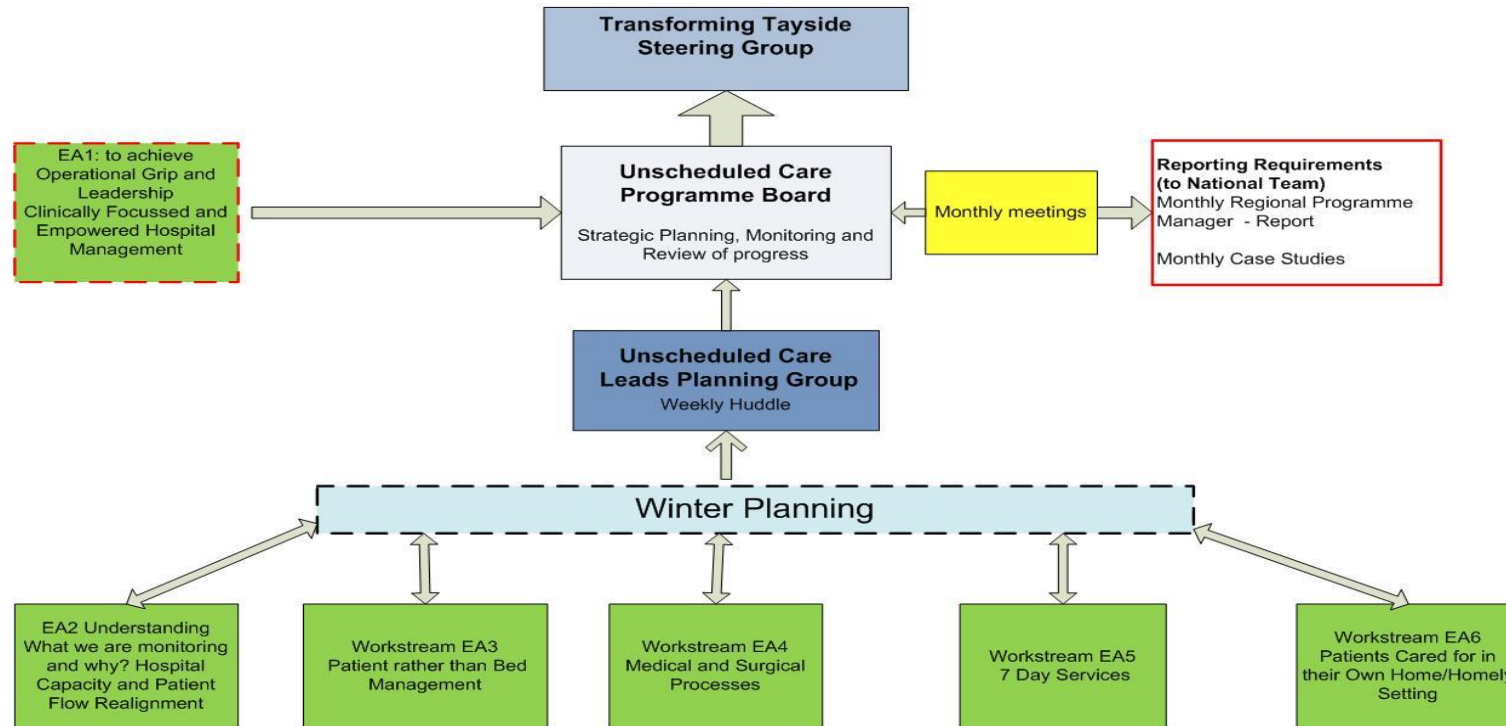 Transforming Tayside
Steering Group
EA1: to achieve
Operational Grip and
Leadership
Clinically Focussed and
Empowered Hospital
Management
Unscheduled Care
Programme Board
Strategic Planning, Monitoring and
Review of progress
Monthly meetings
Reporting Requirements
(to National Team)
Monthly Regional Programme
Manager - Report
Monthly Case Studies
Unscheduled Care
Leads Planning Group
Weekly Huddle
Winter Planning
EA2 Understanding
What we are monitoring
and why? Hospital
Capacity and Patient
Flow Realignment
Workstream EA3
Patient rather than Bed
Management
Workstream EA4
Medical and Surgical
Processes
Workstream EA5
7 Day Services
Workstream EA6
Patients Cared for in
their Own Home/Homely
Setting